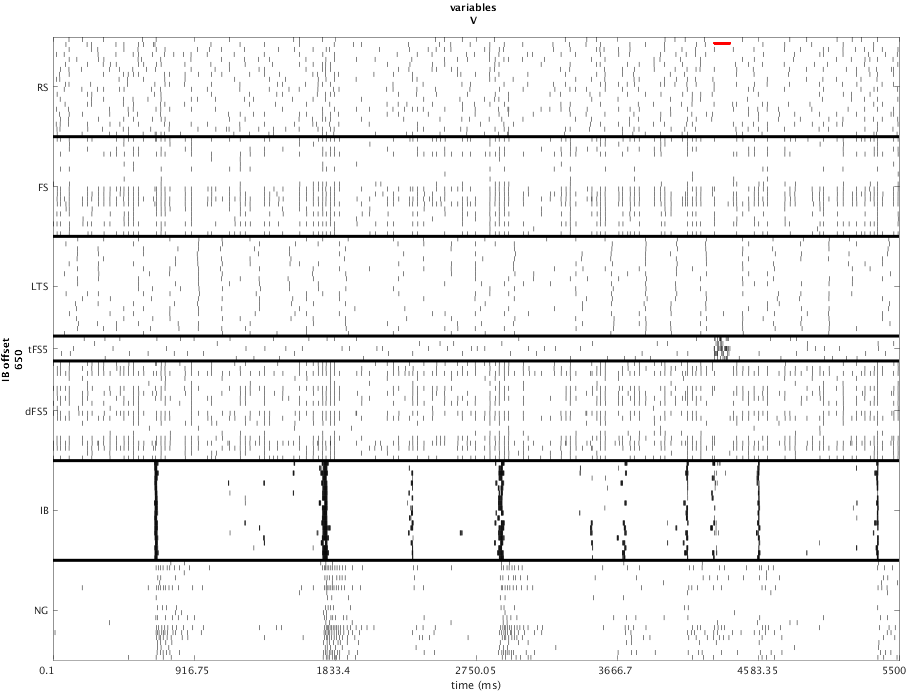 variables
V
RS
FS
LTS
tFS5
dFS5
IB
NG
IB offset
650
0.1 916.75 1833.4 2750.05 3666.7 4583.35 5500
time (ms)